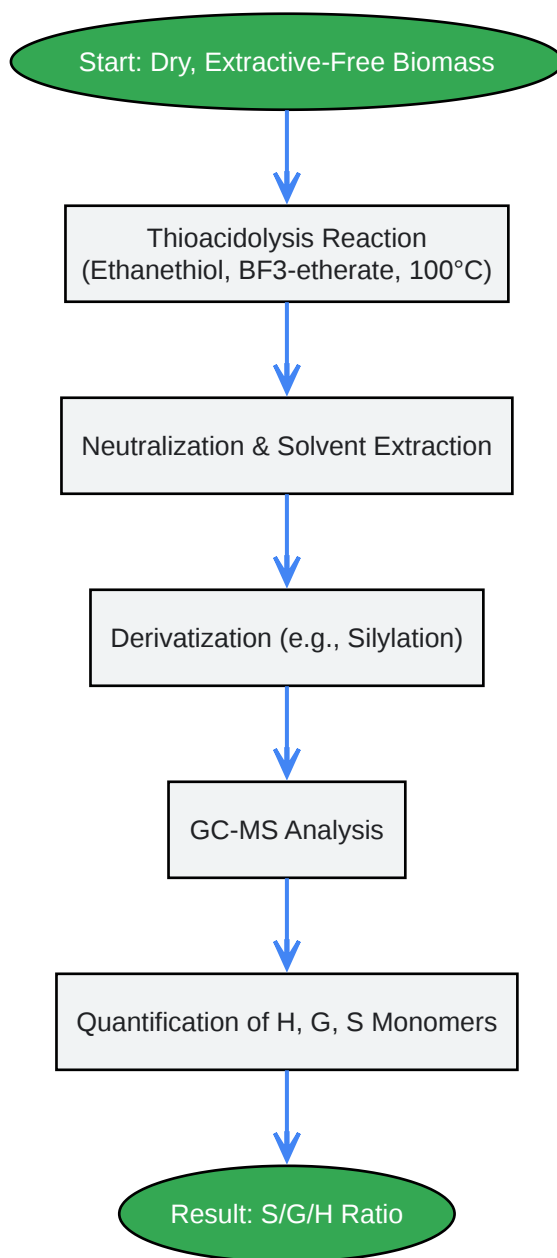 Start: Dry, Extractive-Free Biomass
Thioacidolysis Reaction
(Ethanethiol, BF3-etherate, 100°C)
Neutralization & Solvent Extraction
Derivatization (e.g., Silylation)
GC-MS Analysis
Quantification of H, G, S Monomers
Result: S/G/H Ratio